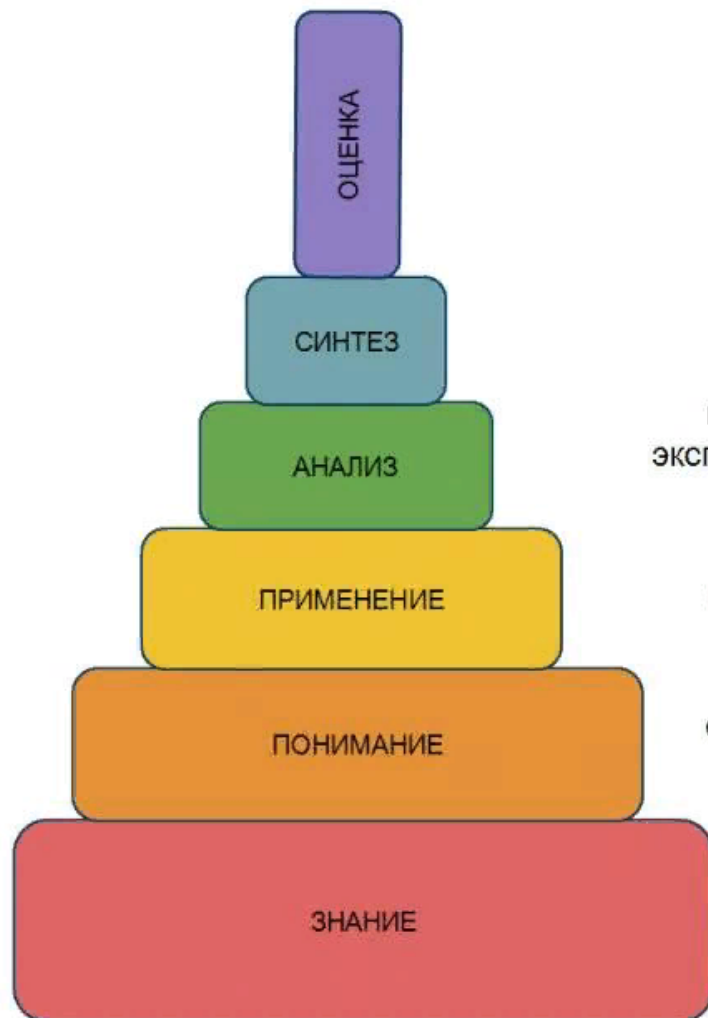 ОЦЕНКА
СИНТЕЗ
АНАЛИЗ
ПРИМЕНЕНИЕ
ПОНИМАНИЕ
ЗНАНИЕ